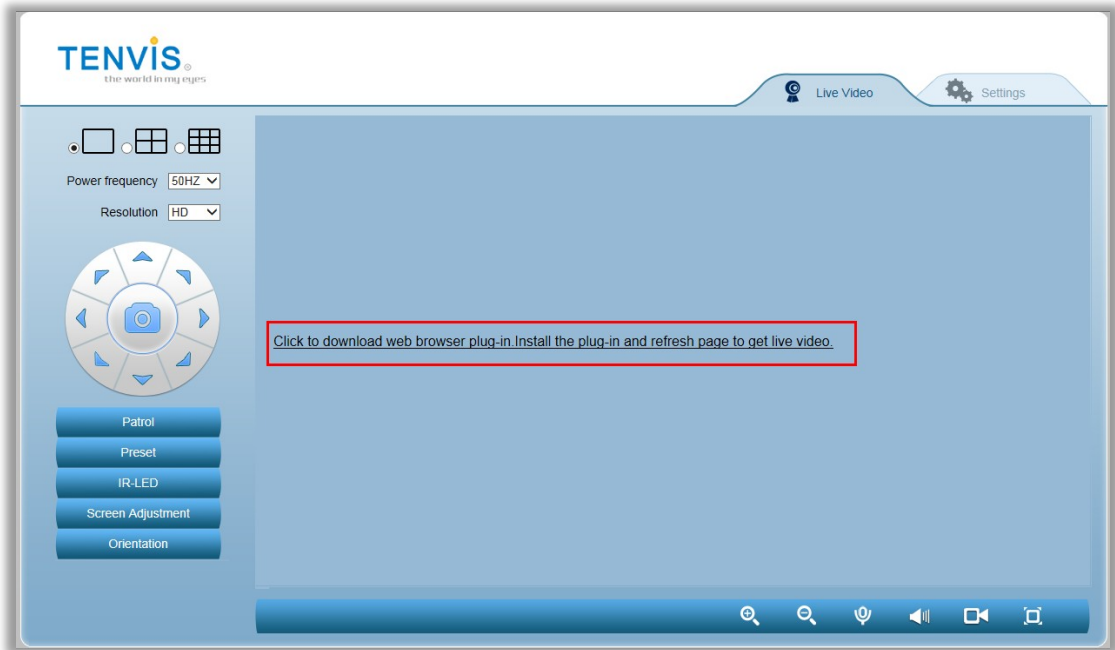 TENVIS®
the world in my eyes
Live Video
Settings
Power frequency 50HZ
Resolution HD
Click to download web browser plug-in.Install the plug-in and refresh page to get live video.
Patrol
Preset
IR-LED
Screen Adjustment
Orientation